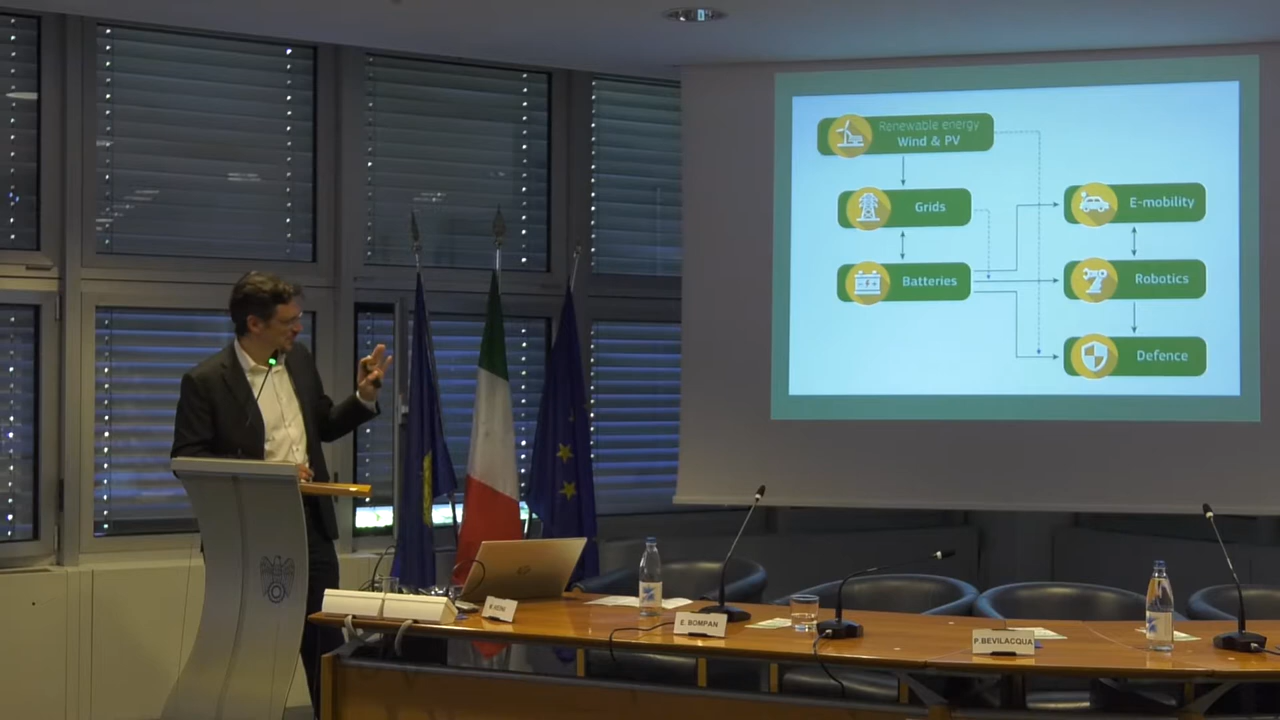 Renewable energy
Wind & PV
Grids
E-mobility
Batteries
Robotics
Defence
E. BOMPAN
P. BEVILACQUA